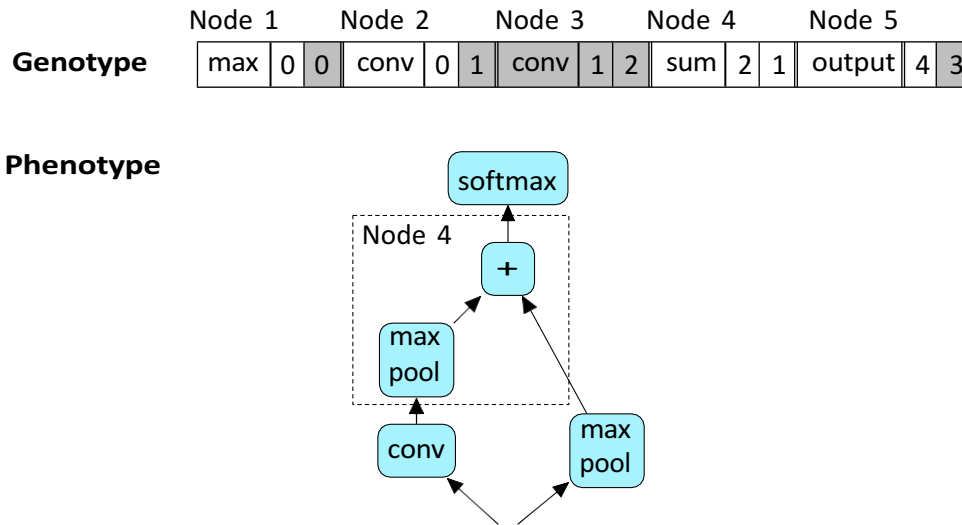 Node 1 Node 2 Node 3 Node 4 Node 5
Genotype max 0 0 conv 0 1 conv 1 2 sum 2 1 output 4 3
Phenotype
softmax
Node 4
+
max
pool
conv
max
pool